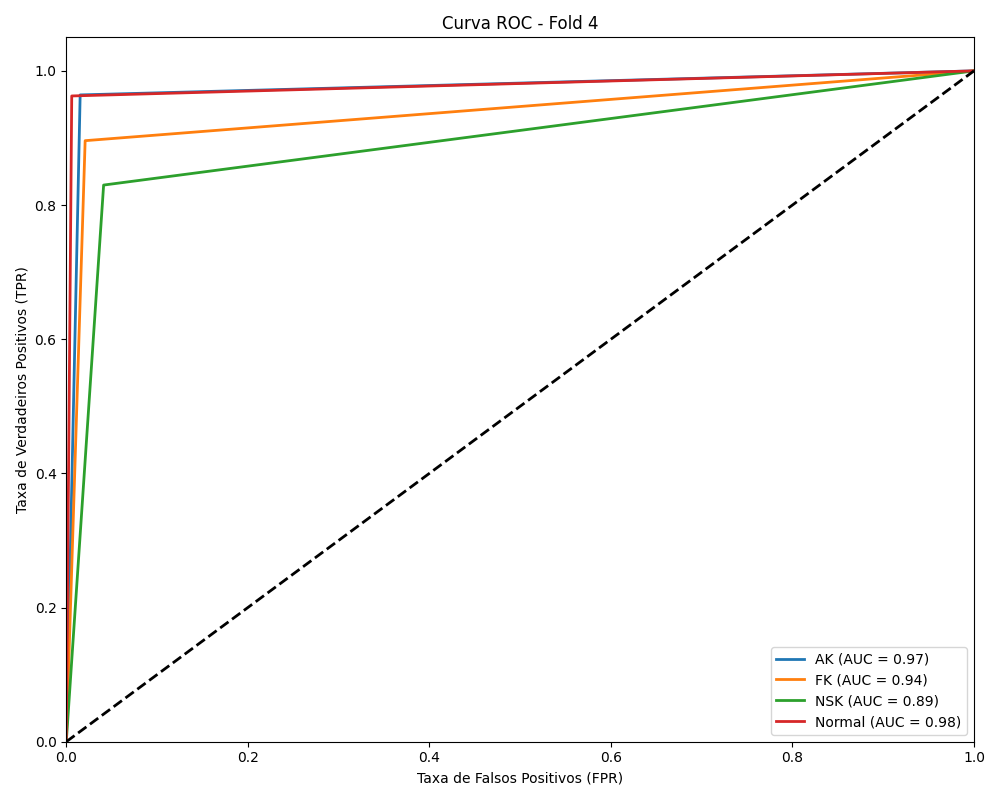 Curva ROC - Fold 4
Taxa de Verdadeiros Positivos (TPR)
1.0
0.8
0.6
0.4
0.2
0.0
0.0
0.2
0.4
0.6
0.8
1.0
Taxa de Falsos Positivos (FPR)
AK (AUC = 0.97)
FK (AUC = 0.94)
NSK (AUC = 0.89)
Normal (AUC = 0.98)